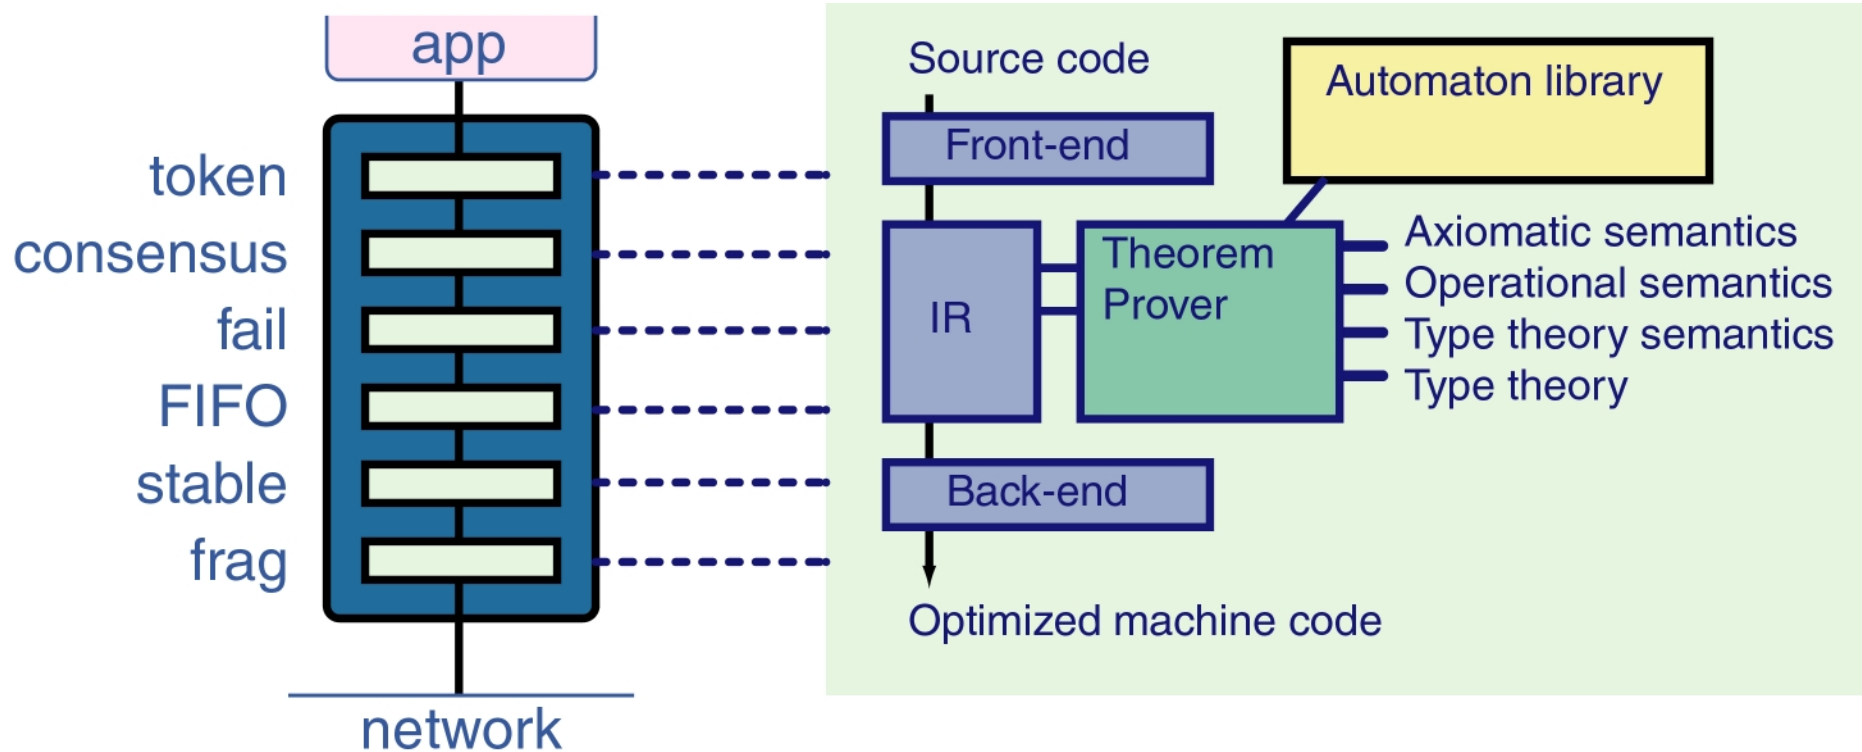 app
token
consensus
fail
FIFO
stable
frag
network
Source code
Front-end
IR
Theorem
Prover
Back-end
Optimized machine code
Automaton library
Axiomatic semantics
Operational semantics
Type theory semantics
Type theory